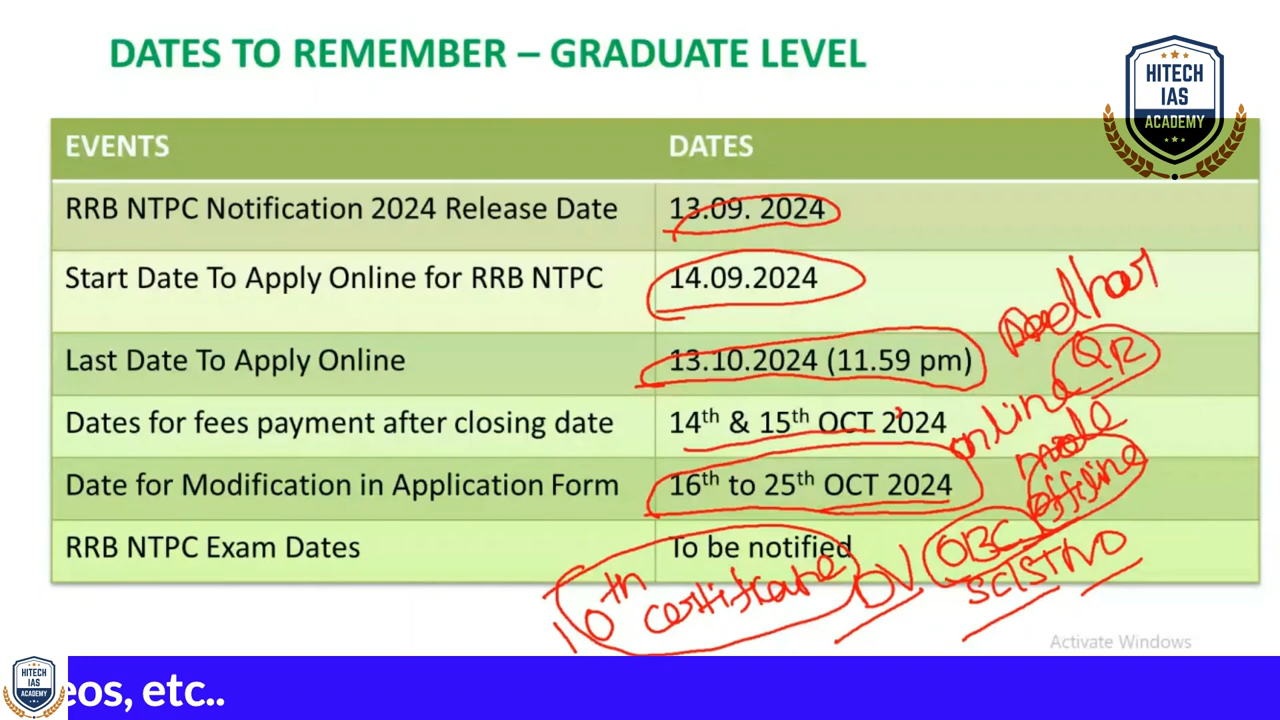 DATES TO REMEMBER – GRADUATE LEVEL
HITECH
IAS
ACADEMY
EVENTS DATES
RRB NTPC Notification 2024 Release Date 13.09. 2024
Start Date To Apply Online for RRB NTPC 14.09.2024
Aadhar
Last Date To Apply Online 13.10.2024 (11.59 pm)
QR
Dates for fees payment after closing date 14th & 15th OCT 2024
online
mode
Date for Modification in Application Form 16th to 25th OCT 2024
offline
RRB NTPC Exam Dates To be notified
OBC
10th
certificate
DV
SC/ST
Activate Windows
HITECH
IAS
ACADEMY
eos, etc..